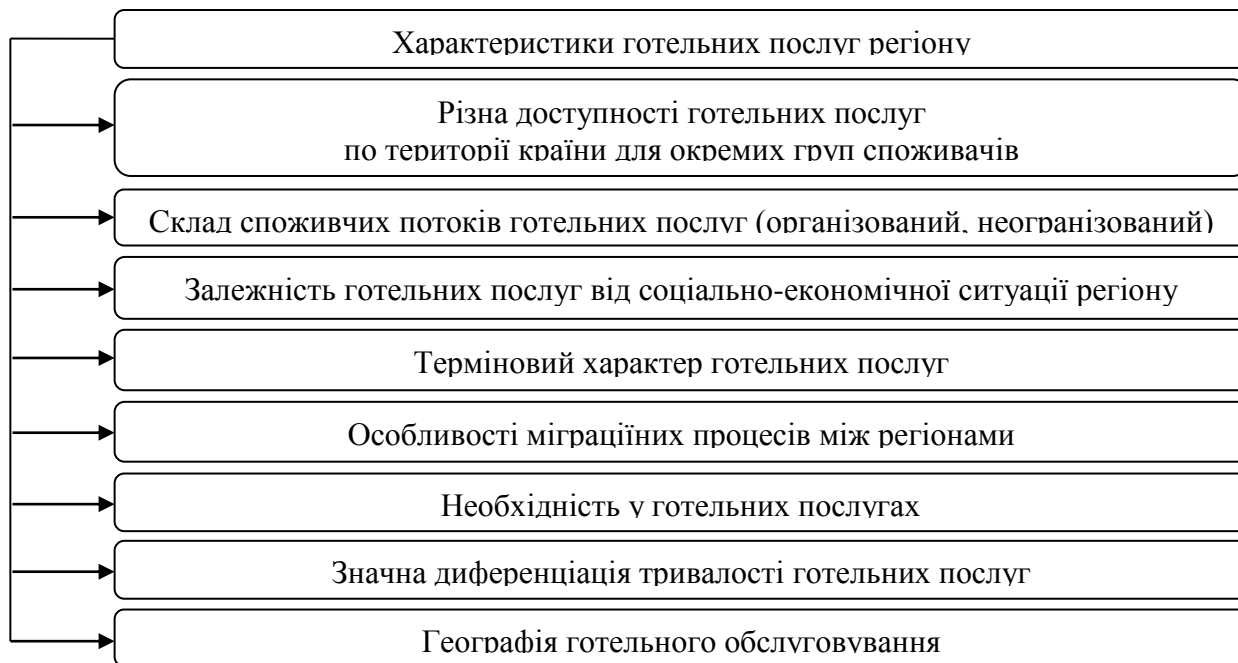 Характеристики готельних послуг регіону
Різна доступності готельних послуг
по території країни для окремих груп споживачів
Склад споживчих потоків готельних послуг (організований, неогранізований)
Залежність готельних послуг від соціально-економічної ситуації регіону
Терміновий характер готельних послуг
Особливості міграціїних процесів між регіонами
Необхідність у готельних послугах
Значна диференціація тривалості готельних послуг
Географія готельного обслуговування